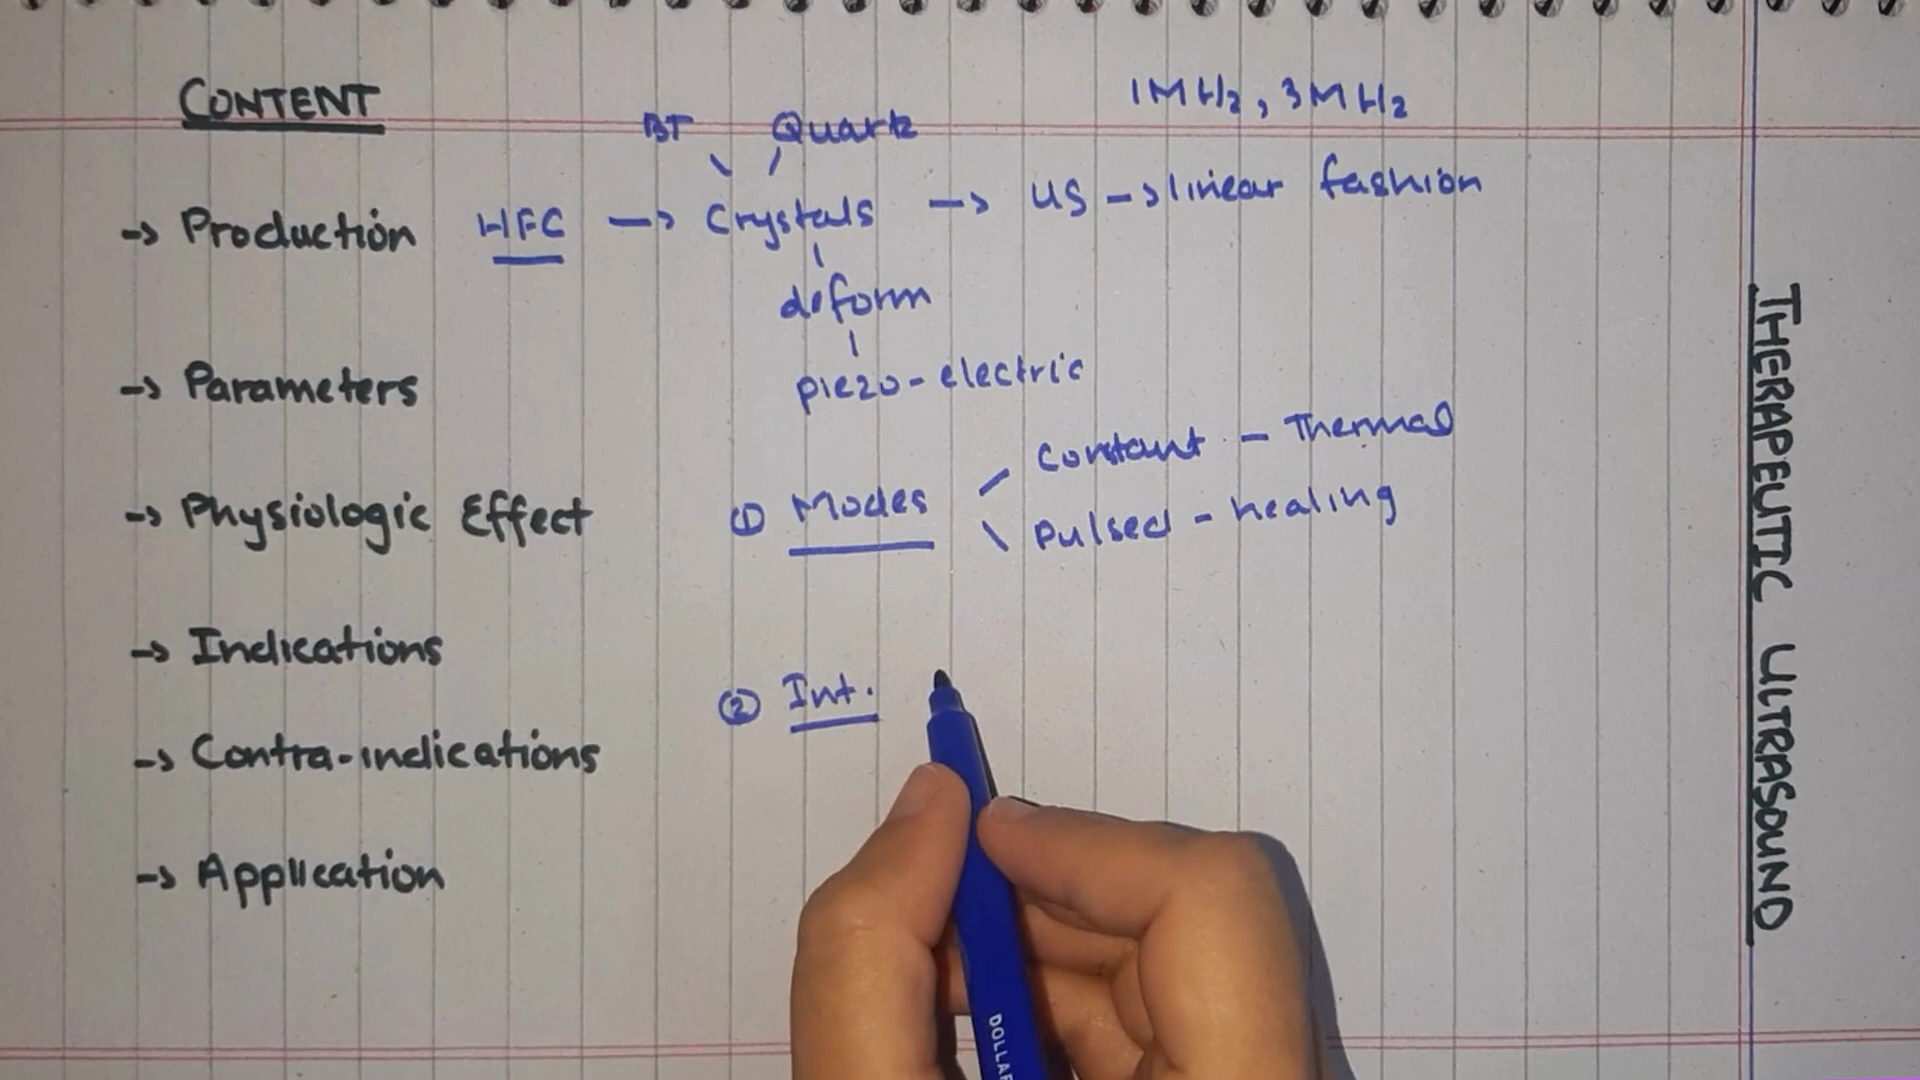 CONTENT
1MHz, 3MHz
BT Quartz
-> Production HFC -> Crystals -> US -> linear fashion
deform
-> Parameters piezo-electric
Constant - Thermal
-> Physiologic Effect ① Modes Pulsed - healing
-> Indications
② Int.
-> Contra-indications
-> Application
THERAPEUTIC ULTRASOUND
DOLLAR